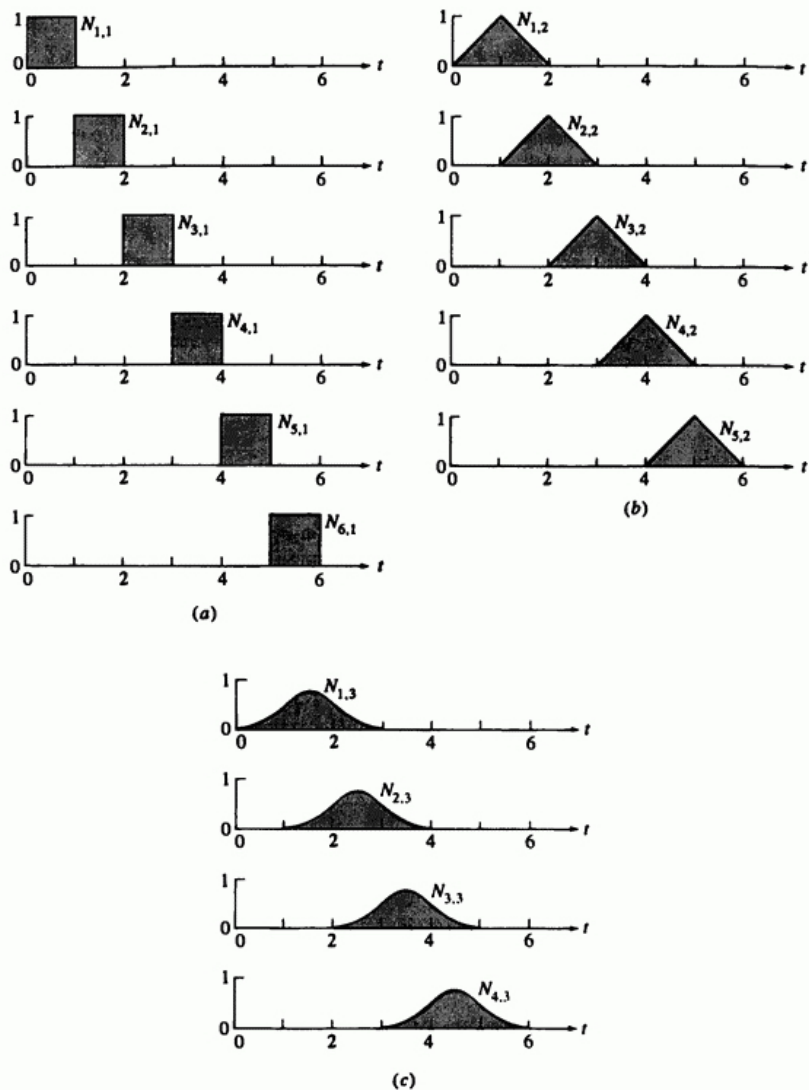 1 N1,1
0
0 2 4 6 t
1 N2,1
0
0 2 4 6 t
1 N3,1
0
0 2 4 6 t
1 N4,1
0
0 2 4 6 t
1 N5,1
0
0 2 4 6 t
1 N6,1
0
0 2 4 6 t
(a)
1 N1,2
0
0 2 4 6 t
1 N2,2
0
0 2 4 6 t
1 N3,2
0
0 2 4 6 t
1 N4,2
0
0 2 4 6 t
1 N5,2
0
0 2 4 6 t
(b)
1 N1,3
0
0 2 4 6 t
1 N2,3
0
0 2 4 6 t
1 N3,3
0
0 2 4 6 t
1 N4,3
0
0 2 4 6 t
(c)